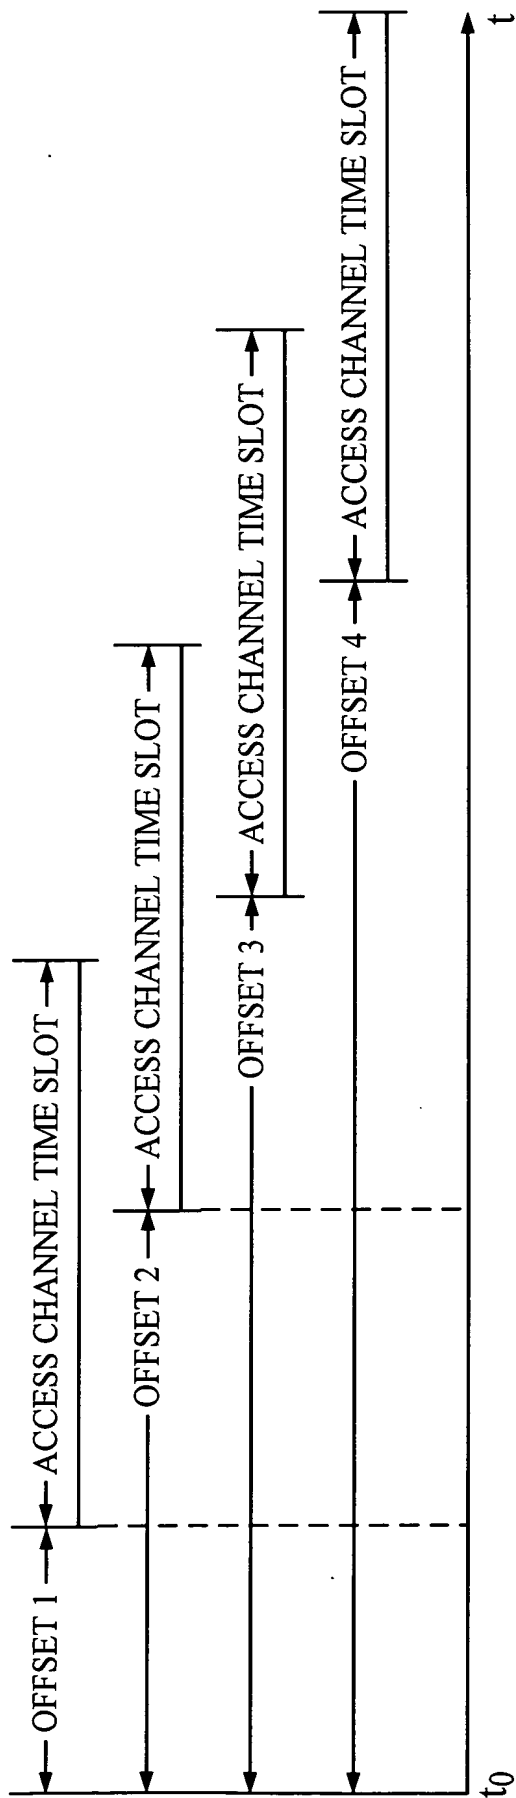 OFFSET 1
ACCESS CHANNEL TIME SLOT
OFFSET 2
ACCESS CHANNEL TIME SLOT
OFFSET 3
ACCESS CHANNEL TIME SLOT
OFFSET 4
ACCESS CHANNEL TIME SLOT
t0
t